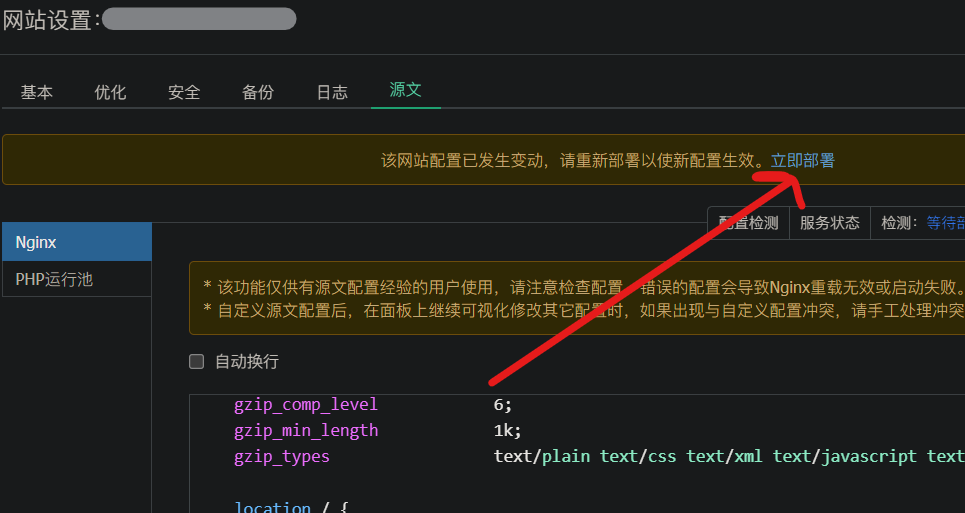 网站设置:
基本 优化 安全 备份 日志 源文
该网站配置已发生变动，请重新部署以使新配置生效。立即部署
配置检测 服务状态 检测： 等待部
Nginx
PHP运行池
* 该功能仅供有源文配置经验的用户使用，请注意检查配置，错误的配置会导致Nginx重载无效或启动失败。
* 自定义源文配置后，在面板上继续可视化修改其它配置时，如果出现与自定义配置冲突，请手工处理冲突
自动换行
gzip_comp_level 6;
gzip_min_length 1k;
gzip_types text/plain text/css text/xml text/javascript text
location / {